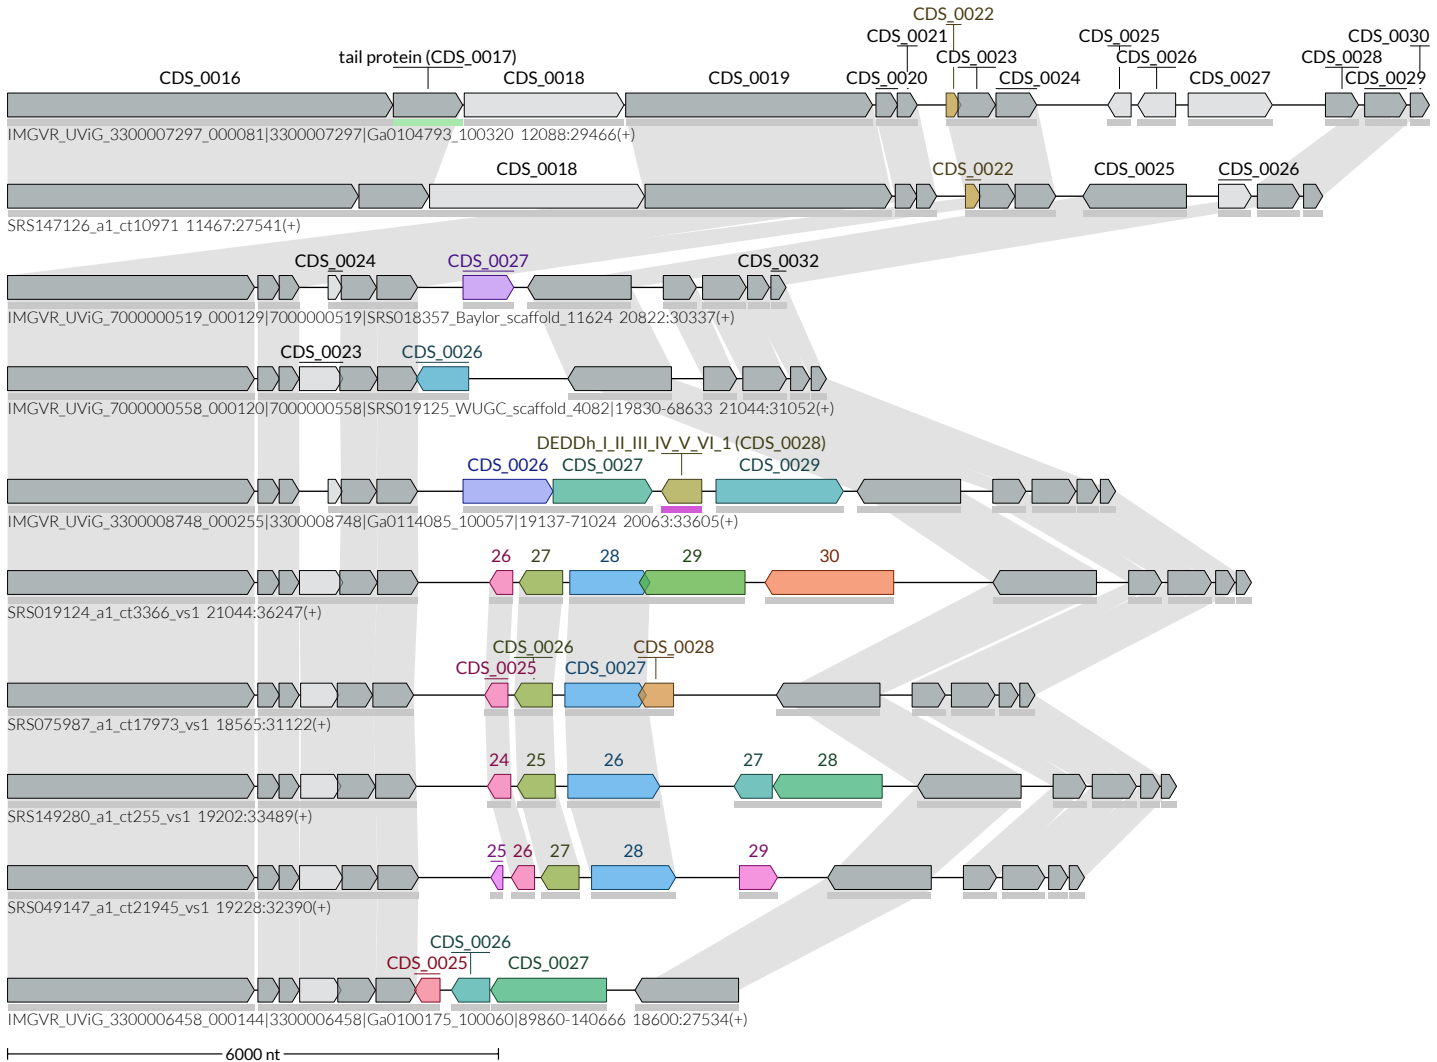 CDS_0022
CDS_0021 CDS_0025 CDS_0030
tail protein (CDS_0017) CDS_0023 CDS_0026 CDS_0028
CDS_0016 CDS_0018 CDS_0019 CDS_0020 CDS_0024 CDS_0027 CDS_0029
IMGVR_UViG_3300007297_000081|3300007297|Ga0104793_100320 12088:29466(+)
CDS_0018 CDS_0022 CDS_0025 CDS_0026
SRS147126_a1_ct10971 11467:27541(+)
CDS_0024 CDS_0027 CDS_0032
IMGVR_UViG_7000000519_000129|7000000519|SRS018357_Baylor_scaffold_11624 20822:30337(+)
CDS_0023 CDS_0026
IMGVR_UViG_7000000558_000120|7000000558|SRS019125_WUGC_scaffold_4082|19830-68633 21044:31052(+)
DEDDh_I_II_III_IV_V_VI_1 (CDS_0028)
CDS_0026 CDS_0027 CDS_0029
IMGVR_UViG_3300008748_000255|3300008748|Ga0114085_100057|19137-71024 20063:33605(+)
26 27 28 29 30
SRS019124_a1_ct3366_vs1 21044:36247(+)
CDS_0026 CDS_0028
CDS_0025 CDS_0027
SRS075987_a1_ct17973_vs1 18565:31122(+)
24 25 26 27 28
SRS149280_a1_ct255_vs1 19202:33489(+)
25 26 27 28 29
SRS049147_a1_ct21945_vs1 19228:32390(+)
CDS_0026
CDS_0025 CDS_0027
IMGVR_UViG_3300006458_000144|3300006458|Ga0100175_100060|89860-140666 18600:27534(+)
6000 nt